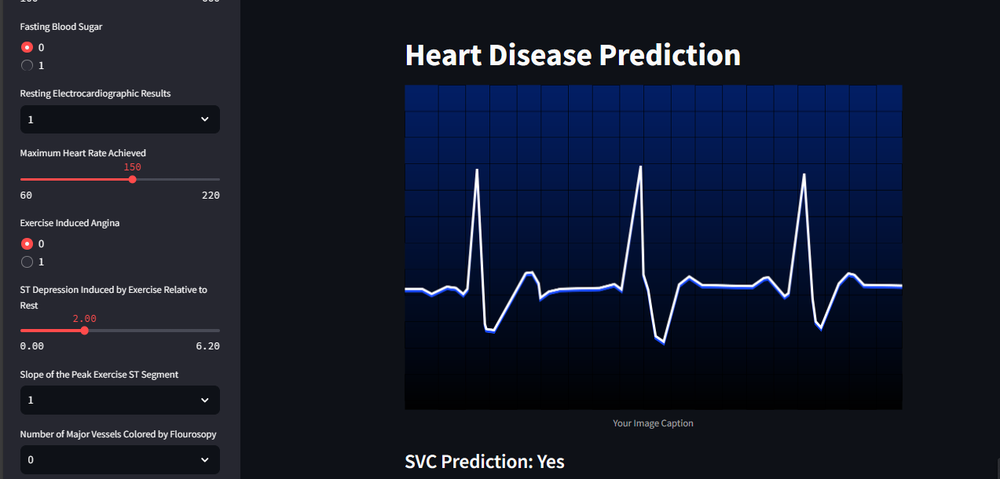 Fasting Blood Sugar
0
1
Resting Electrocardiographic Results
1
Maximum Heart Rate Achieved
150
60 220
Exercise Induced Angina
0
1
ST Depression Induced by Exercise Relative to
Rest
2.00
0.00 6.20
Slope of the Peak Exercise ST Segment
1
Number of Major Vessels Colored by Flourosopy
0
Heart Disease Prediction
Your Image Caption
SVC Prediction: Yes